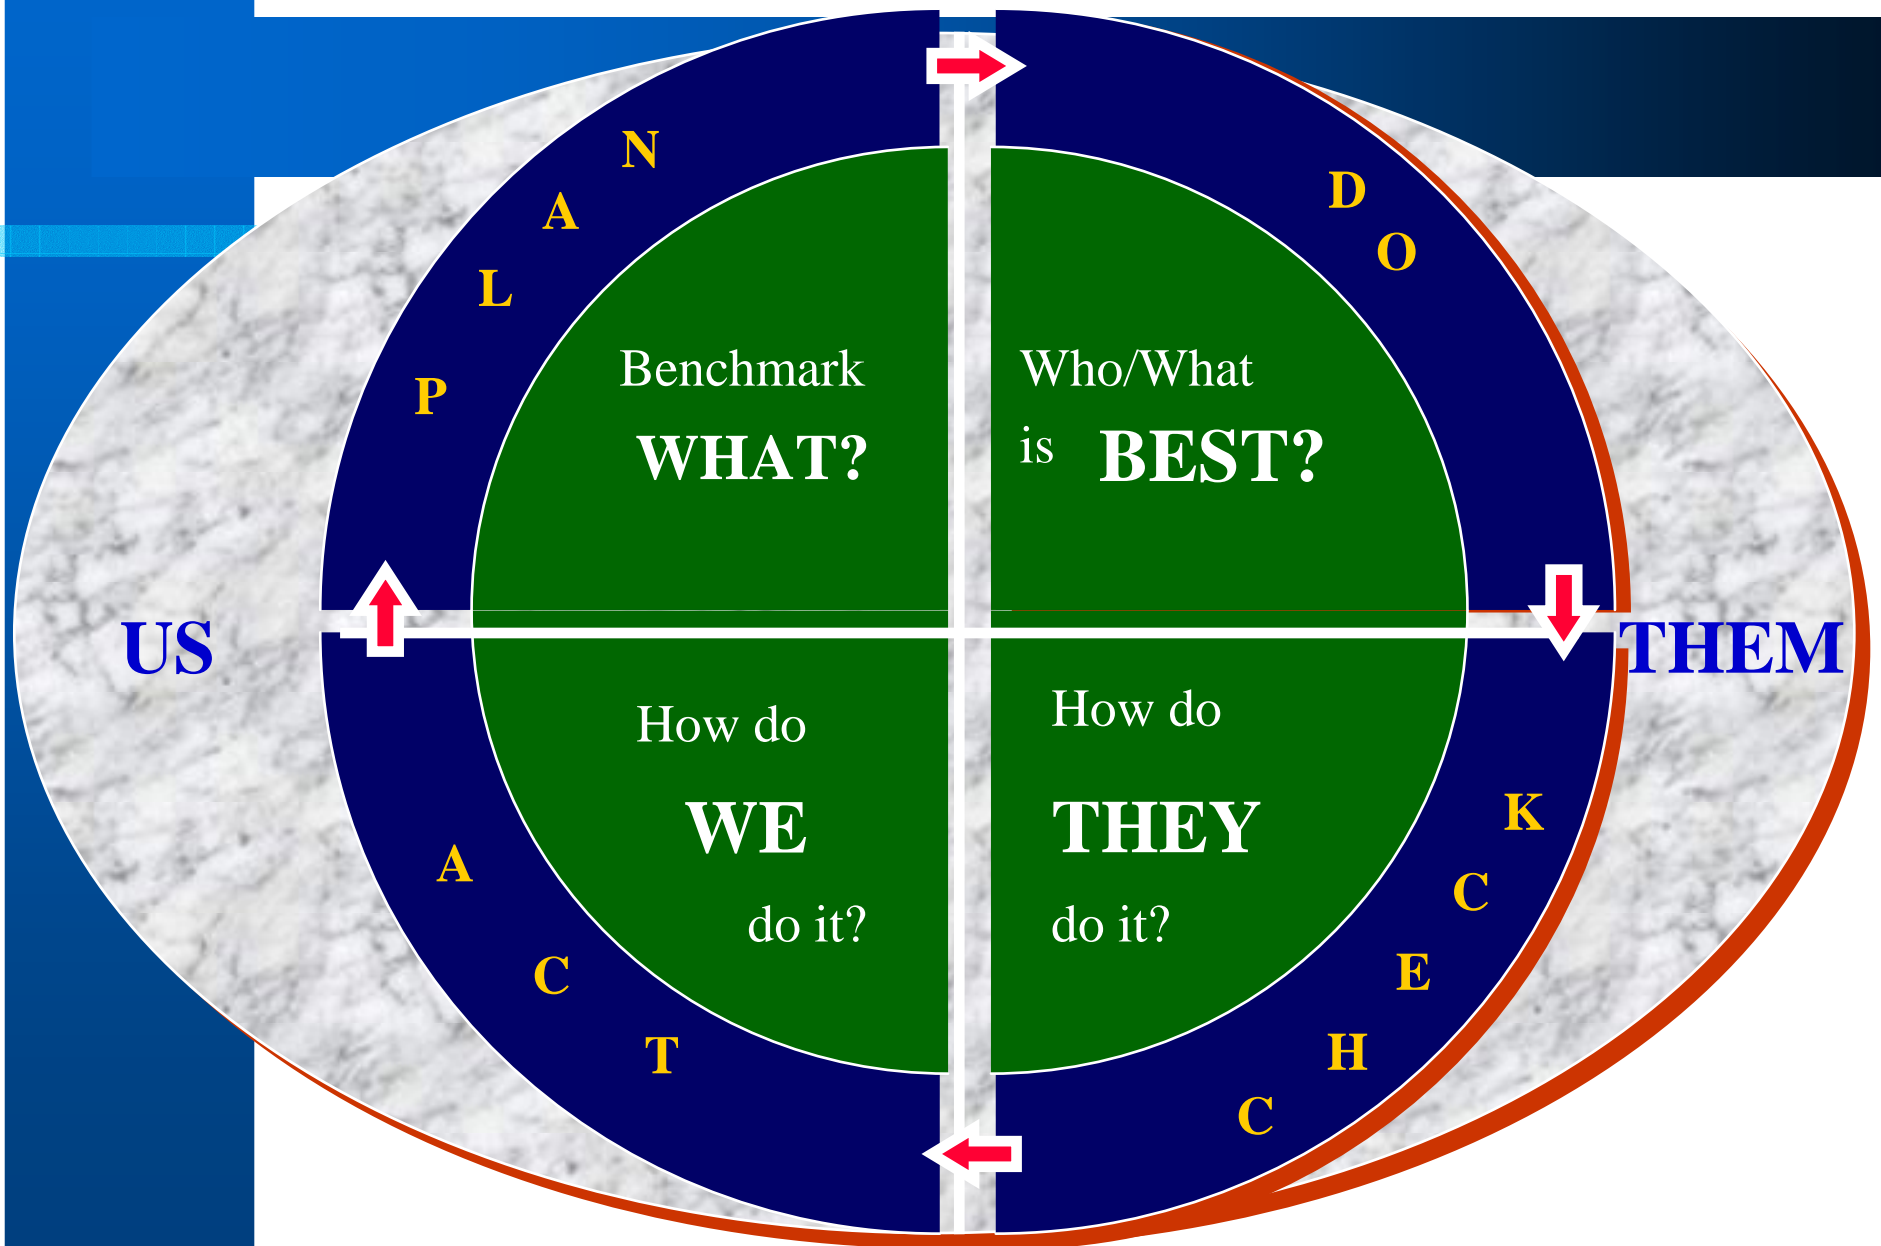 PLAN
DO
Benchmark
WHAT?
Who/What
is BEST?
US
THEM
How do
WE
do it?
How do
THEY
do it?
ACT
CHECK